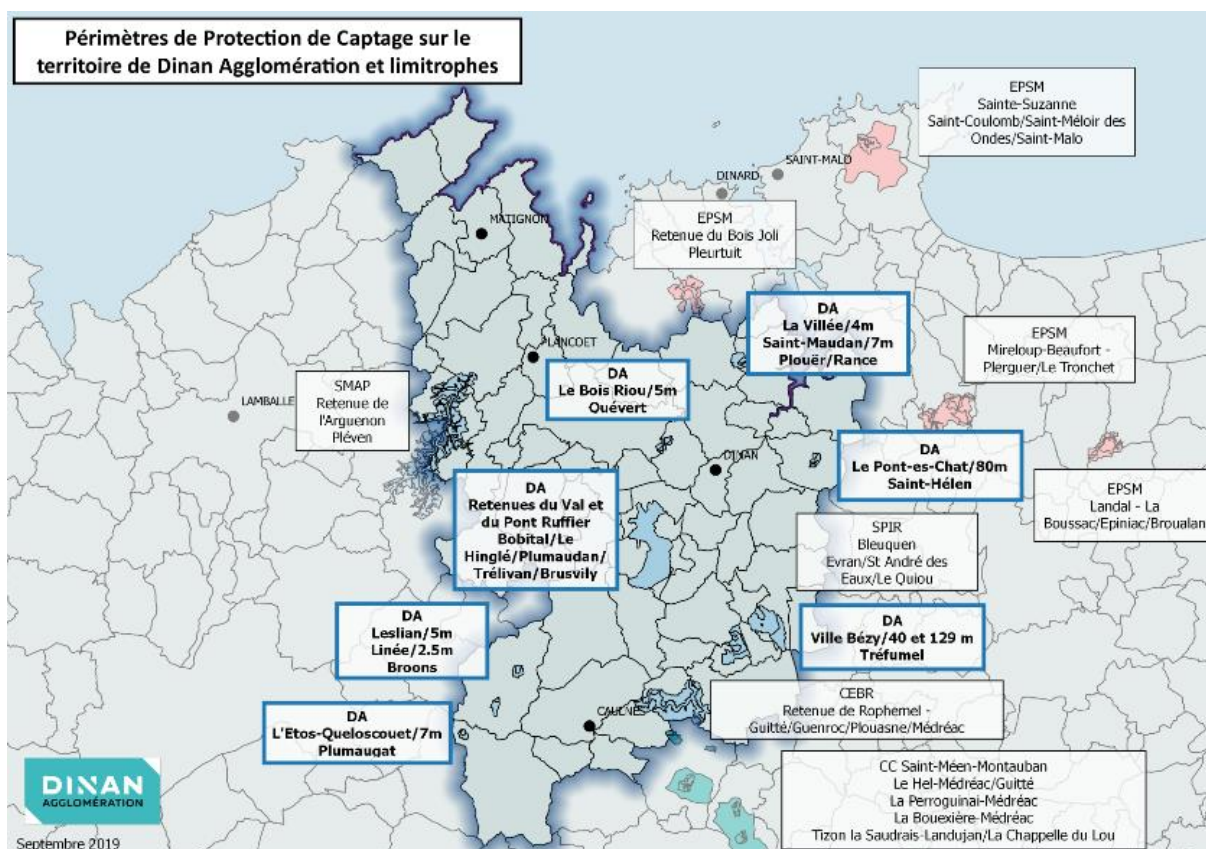 Périmètres de Protection de Captage sur le
territoire de Dinan Agglomération et limitrophes
EPSM
Sainte-Suzanne
Saint-Coulomb/Saint-Méloir des
Ondes/Saint-Malo
SAINT-MALO
DINARD
EPSM
Retenue du Bois Joli
Pleurtuit
MATIGNON
DA
La Villée/4m
Saint-Maudan/7m
Plouër/Rance
EPSM
Mireloup-Beaufort -
Plerguer/Le Tronchet
PLANCOET
DA
Le Bois Riou/5m
Quévert
SMAP
Retenue de
l'Arguenon
Pléven
LAMBALLE
DINAN
DA
Le Pont-es-Chat/80m
Saint-Hélen
EPSM
Landal - La
Boussac/Epiniac/Broualan
DA
Retenues du Val et
du Pont Ruffier
Bobital/Le
Hinglé/Plumaudan/
Trélivan/Brusvily
SPIR
Bleuquen
Evran/St André des
Eaux/Le Quiou
DA
Leslian/5m
Linée/2.5m
Broons
DA
Ville Bézy/40 et 129 m
Tréfumel
CEBR
Retenue de Rophemel -
Guitté/Guenroc/Plouasne/Médréac
DA
L'Etos-Queloscouet/7m
Plumaugat
CAULNES
CC Saint-Méen-Montauban
Le Hel-Médréac/Guitté
La Perroguinai-Médréac
La Bouexière-Médréac
Tizon la Saudrais-Landujan/La Chappelle du Lou
DINAN
AGGLOMÉRATION
Septembre 2019